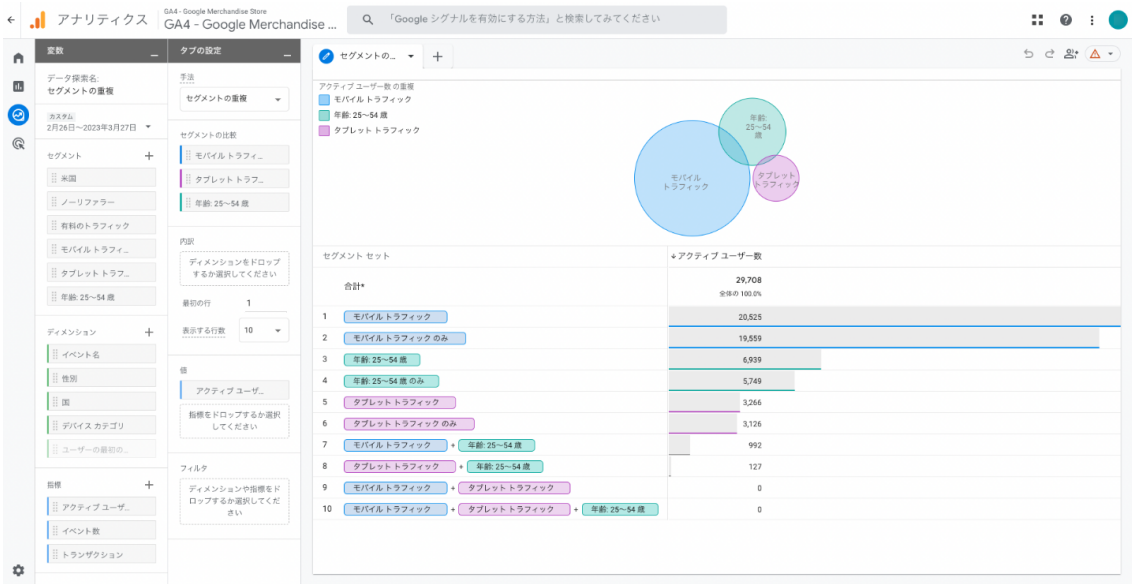 アナリティクス
GA4 - Google Merchandise Store
GA4 - Google Merchandise ...
「Google シグナルを有効にする方法」と検索してみてください
変数
データ探索名:
セグメントの重複
カスタム
2月26日～2023年3月27日
セグメント
米国
ノーリファラー
有料のトラフィック
モバイル トラフィ...
タブレット トラフ...
年齢: 25～54 歳
ディメンション
イベント名
性別
国
デバイス カテゴリ
ユーザーの最初の...
指標
アクティブ ユーザ...
イベント数
トランザクション
タブの設定
手法
セグメントの重複
セグメントの比較
モバイル トラフィ...
タブレット トラフ...
年齢: 25～54 歳
内訳
ディメンションをドロップ
するか選択してください
最初の行 1
表示する行数 10
値
アクティブ ユーザ...
指標をドロップするか選択
してください
フィルタ
ディメンションや指標をド
ロップするか選択してくだ
さい
セグメントの...
アクティブ ユーザー数 の重複
モバイル トラフィック
年齢: 25～54 歳
タブレット トラフィック
年齢:
25～54
歳
モバイル
トラフィック
タブレット
トラフィック
セグメント セット ↓アクティブ ユーザー数
合計* 29,708
全体の 100.0%
1 モバイル トラフィック 20,525
2 モバイル トラフィック のみ 19,559
3 年齢: 25～54 歳 6,939
4 年齢: 25～54 歳 のみ 5,749
5 タブレット トラフィック 3,266
6 タブレット トラフィック のみ 3,126
7 モバイル トラフィック + 年齢: 25～54 歳 992
8 タブレット トラフィック + 年齢: 25～54 歳 127
9 モバイル トラフィック + タブレット トラフィック 0
10 モバイル トラフィック + タブレット トラフィック + 年齢: 25～54 歳 0